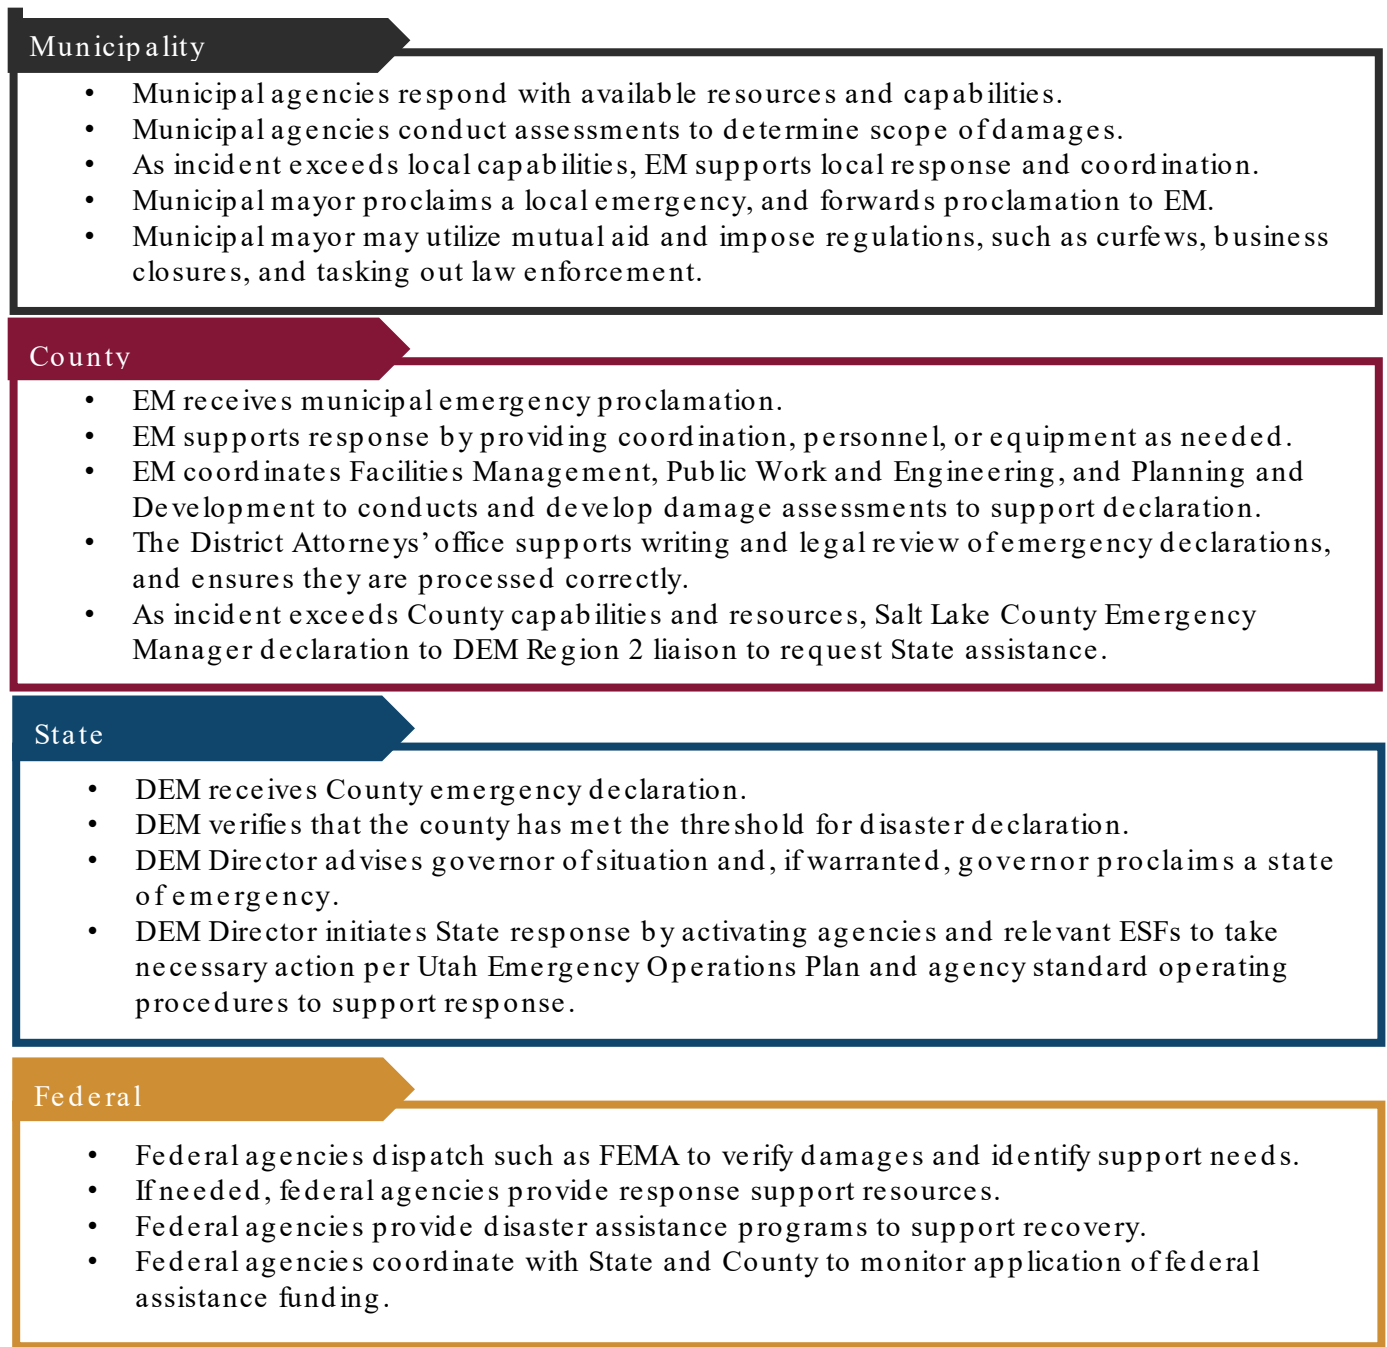 Municipality
• Municipal agencies respond with available resources and capabilities.
• Municipal agencies conduct assessments to determine scope of damages.
• As incident exceeds local capabilities, EM supports local response and coordination.
• Municipal mayor proclaims a local emergency, and forwards proclamation to EM.
• Municipal mayor may utilize mutual aid and impose regulations, such as curfews, business
closures, and tasking out law enforcement.
County
• EM receives municipal emergency proclamation.
• EM supports response by providing coordination, personnel, or equipment as needed.
• EM coordinates Facilities Management, Public Work and Engineering, and Planning and
Development to conducts and develop damage assessments to support declaration.
• The District Attorneys’ office supports writing and legal review of emergency declarations,
and ensures they are processed correctly.
• As incident exceeds County capabilities and resources, Salt Lake County Emergency
Manager declaration to DEM Region 2 liaison to request State assistance.
State
• DEM receives County emergency declaration.
• DEM verifies that the county has met the threshold for disaster declaration.
• DEM Director advises governor of situation and, if warranted, governor proclaims a state
of emergency.
• DEM Director initiates State response by activating agencies and relevant ESFs to take
necessary action per Utah Emergency Operations Plan and agency standard operating
procedures to support response.
Federal
• Federal agencies dispatch such as FEMA to verify damages and identify support needs.
• If needed, federal agencies provide response support resources.
• Federal agencies provide disaster assistance programs to support recovery.
• Federal agencies coordinate with State and County to monitor application of federal
assistance funding.